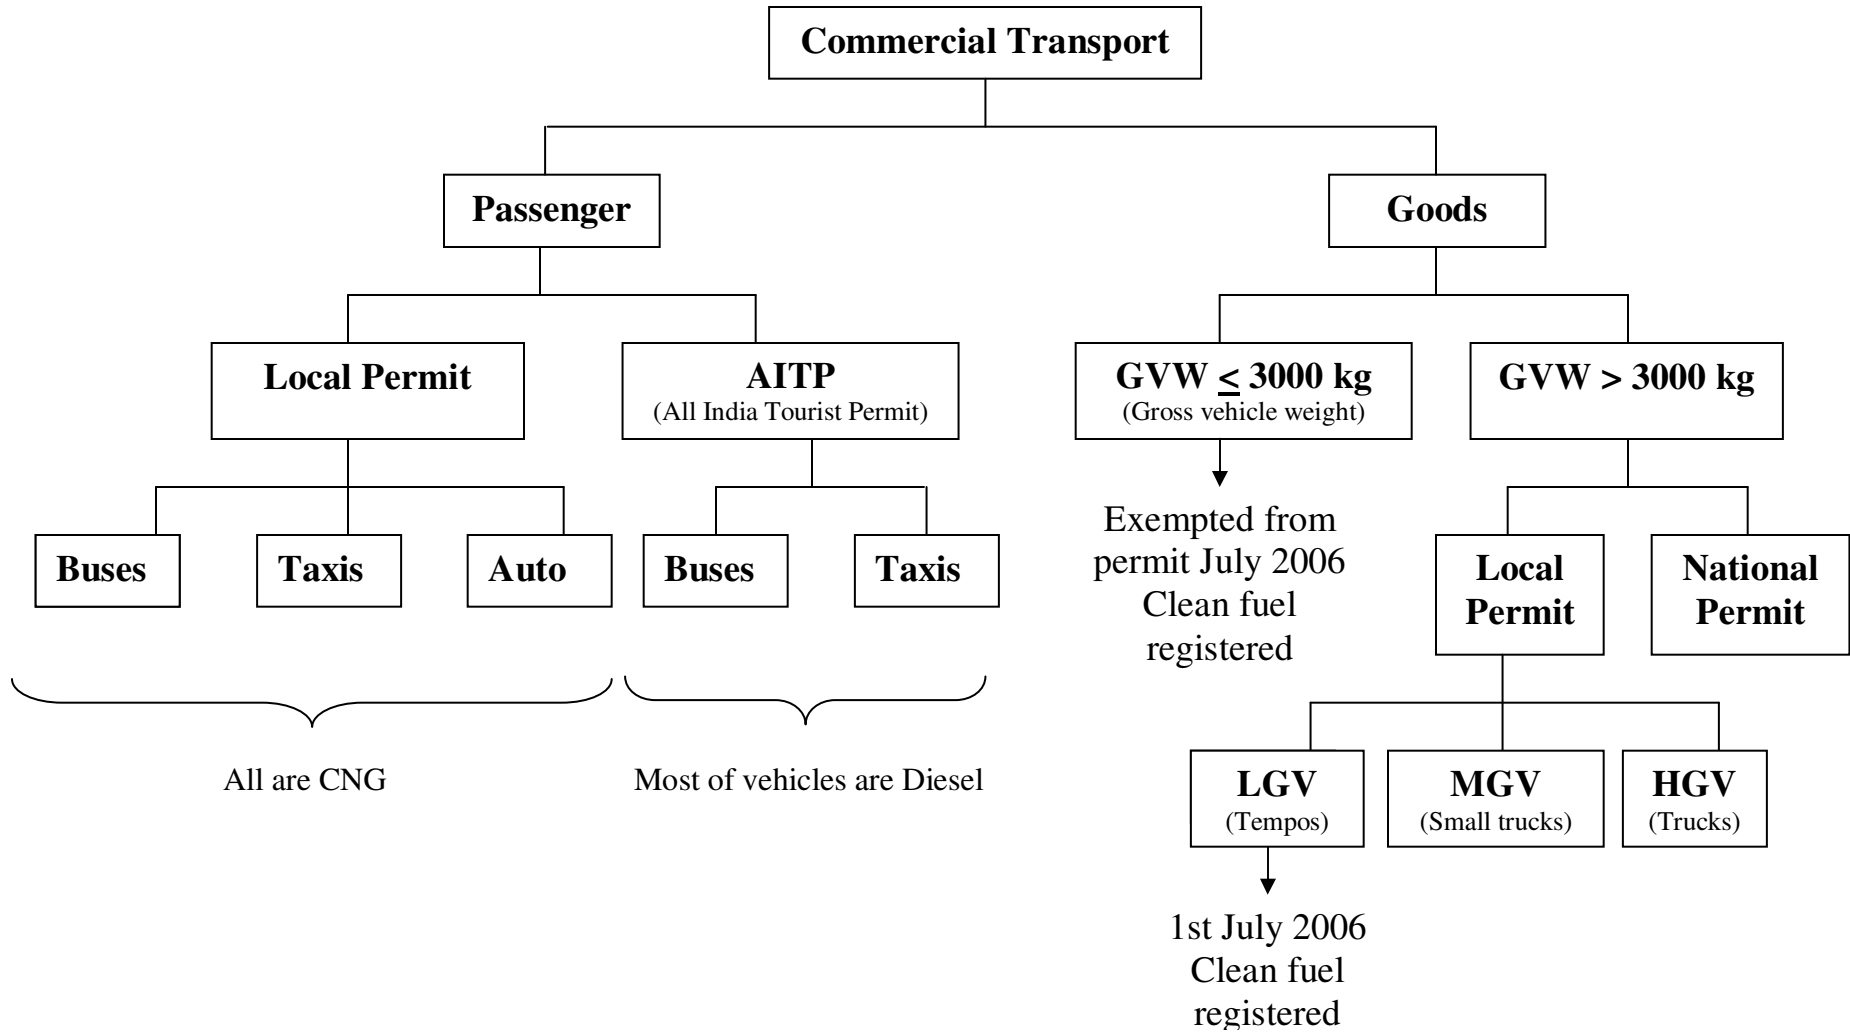 Commercial Transport
Passenger
Goods
Local Permit
AITP
(All India Tourist Permit)
GVW ≤ 3000 kg
(Gross vehicle weight)
GVW > 3000 kg
Buses
Taxis
Auto
Buses
Taxis
Exempted from
permit July 2006
Clean fuel
registered
Local
Permit
National
Permit
All are CNG
Most of vehicles are Diesel
LGV
(Tempos)
MGV
(Small trucks)
HGV
(Trucks)
1st July 2006
Clean fuel
registered